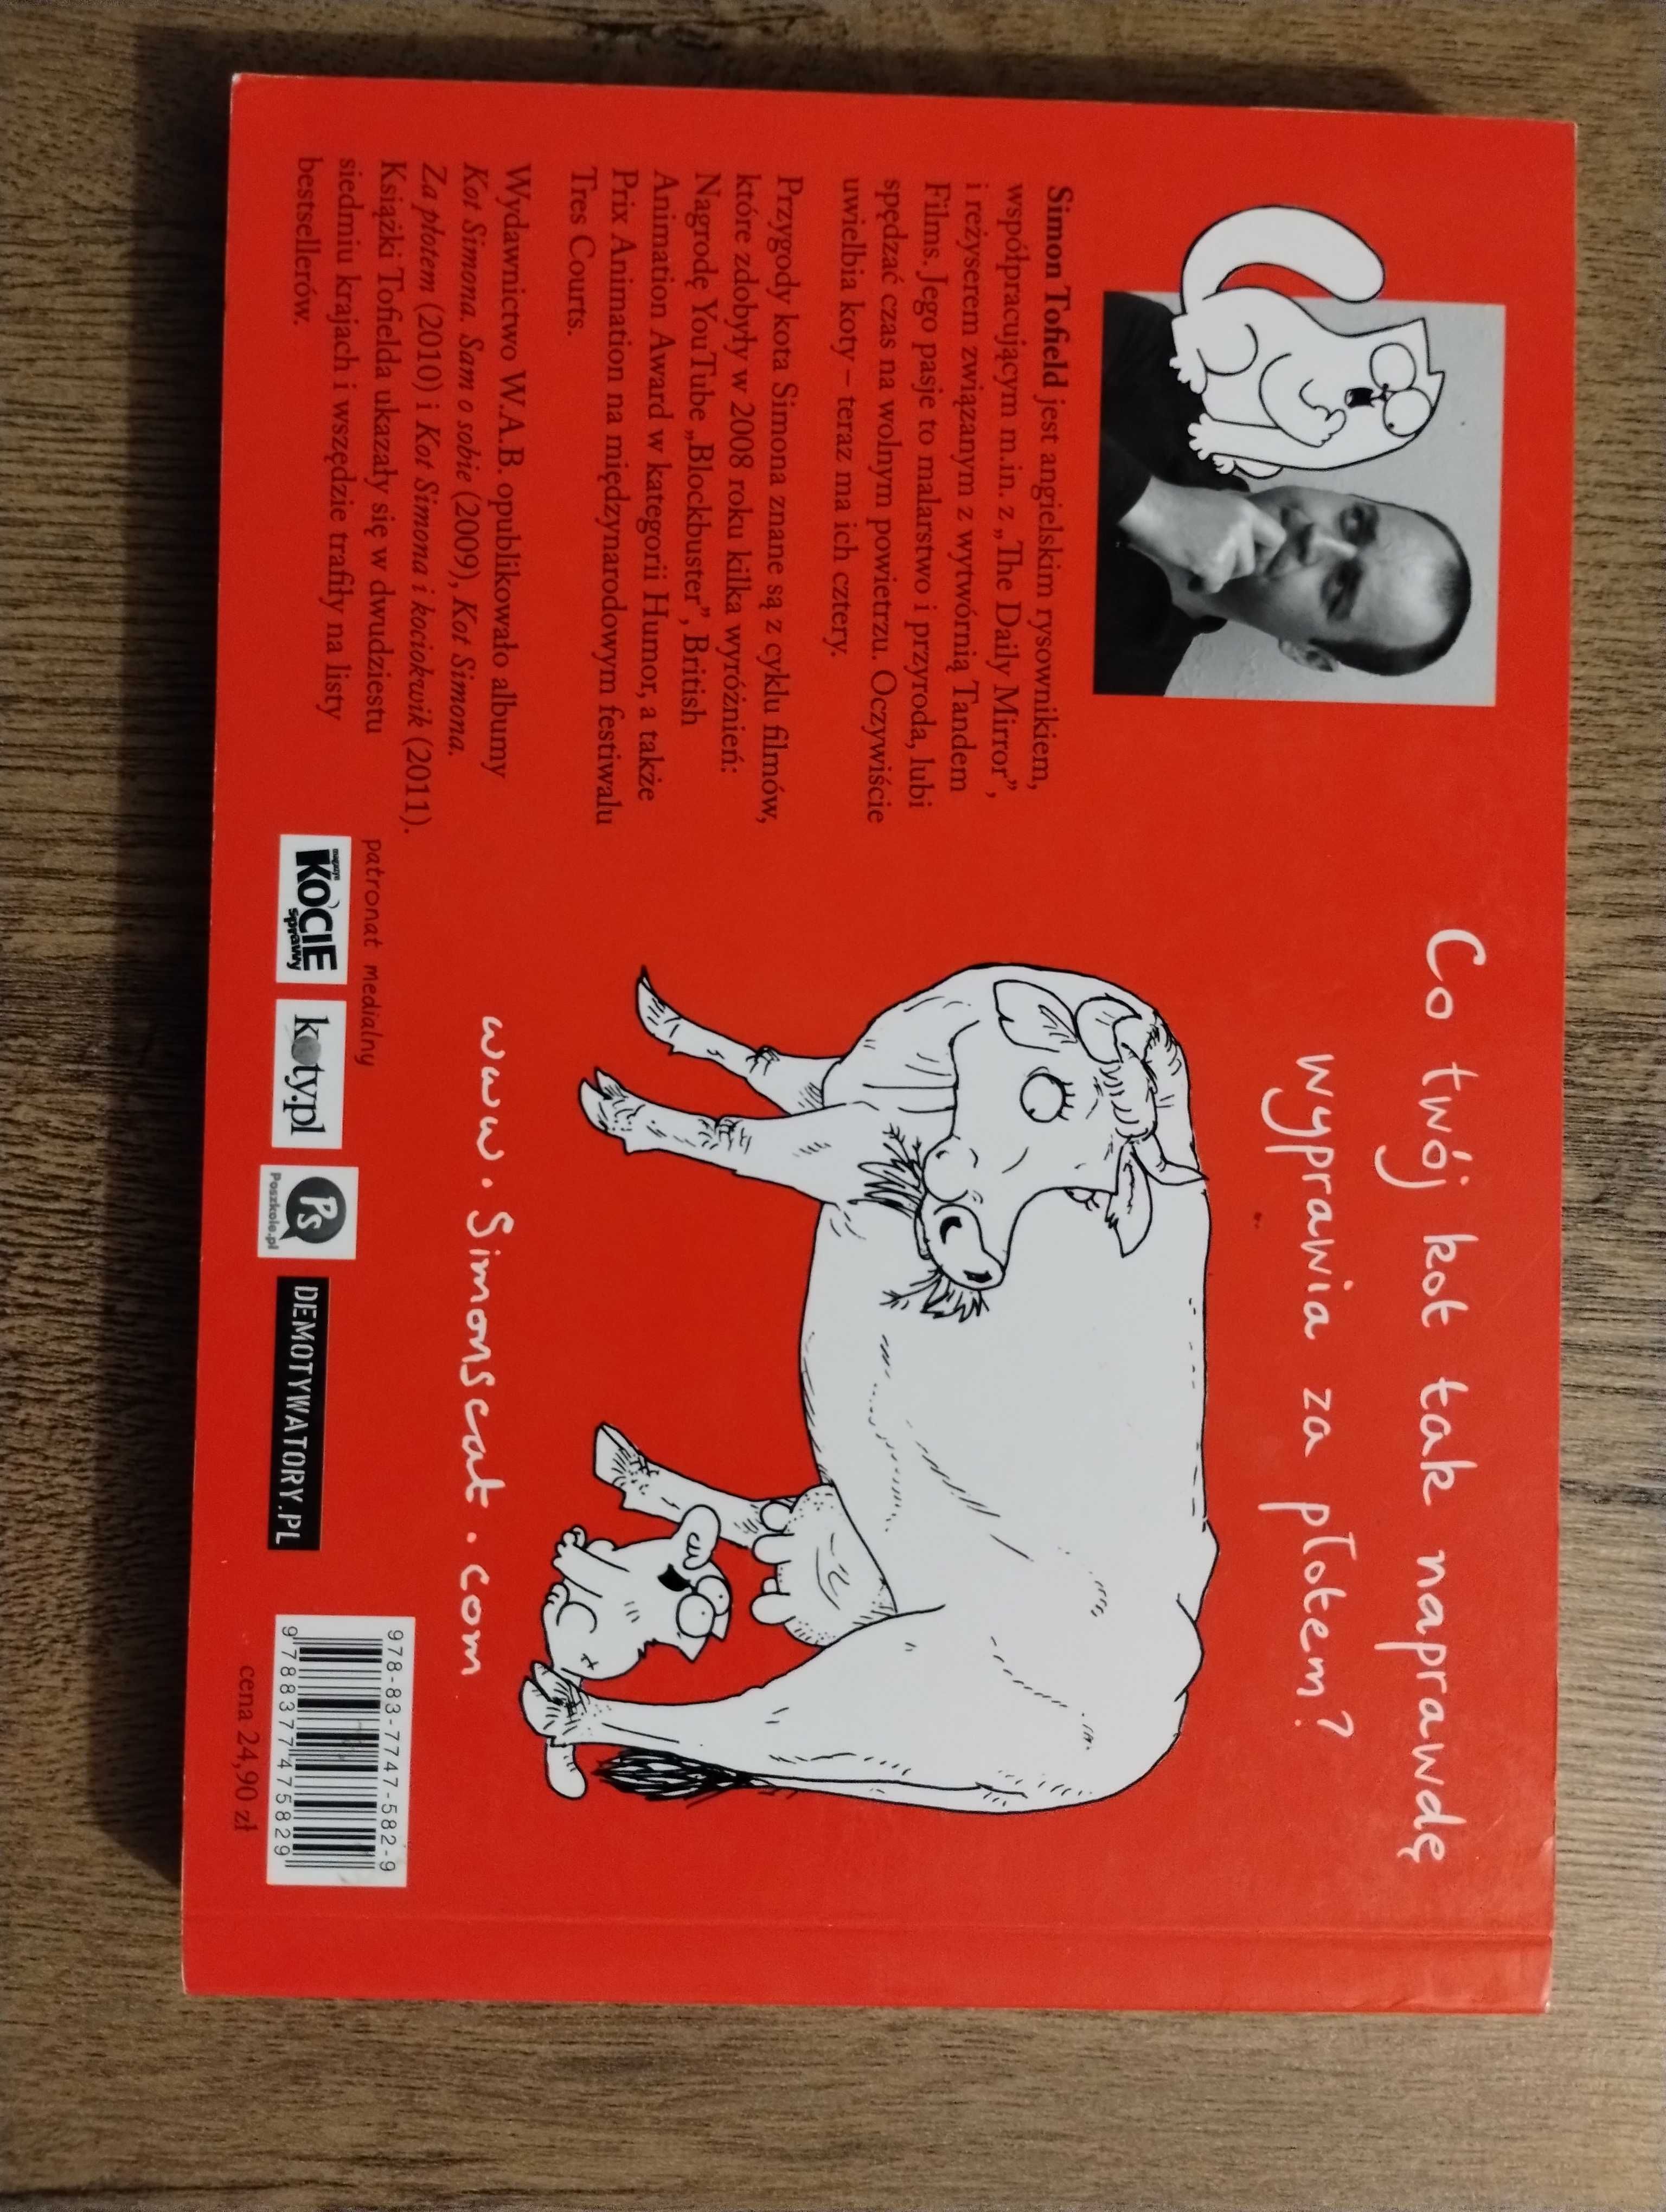 Co twój kot tak naprawdę
wyprawia za płotem?
Simon Tofield jest angielskim rysownikiem,
współpracującym m.in. z „The Daily Mirror”,
i reżyserem związanym z wytwórnią Tandem
Films. Jego pasje to malarstwo i przyroda, lubi
spędzać czas na wolnym powietrzu. Oczywiście
uwielbia koty – teraz ma ich cztery.
Przygody kota Simona znane są z cyklu filmów,
które zdobyły w 2008 roku kilka wyróżnień:
Nagrodę YouTube „Blockbuster”, British
Animation Award w kategorii Humor, a także
Prix Animation na międzynarodowym festiwalu
Tres Courts.
Wydawnictwo W.A.B. opublikowało albumy
Kot Simona. Sam o sobie (2009), Kot Simona.
Za płotem (2010) i Kot Simona i kociokwik (2011).
Książki Tofielda ukazały się w dwudziestu
siedmiu krajach i wszędzie trafiły na listy
bestsellerów.
www.Simonscat.com
patronat medialny
magazyn
KOCIE
sprawy
koty.pl
Ps
Poszkole.pl
DEMOTYWATORY.PL
978-83-7747-582-9
9788377475829
cena 24,90 zł